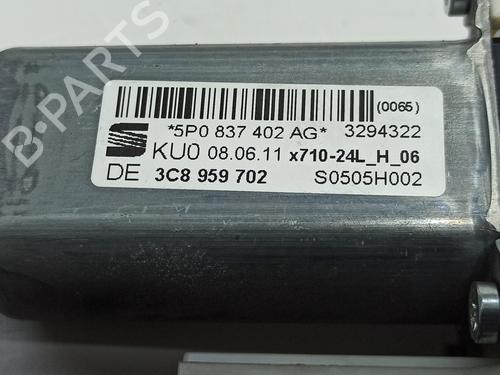 (0065)
*5P0 837 402 AG* 3294322
KU0 08.06.11 x710-24L_H_06
DE 3C8 959 702 S0505H002
B-PARTS